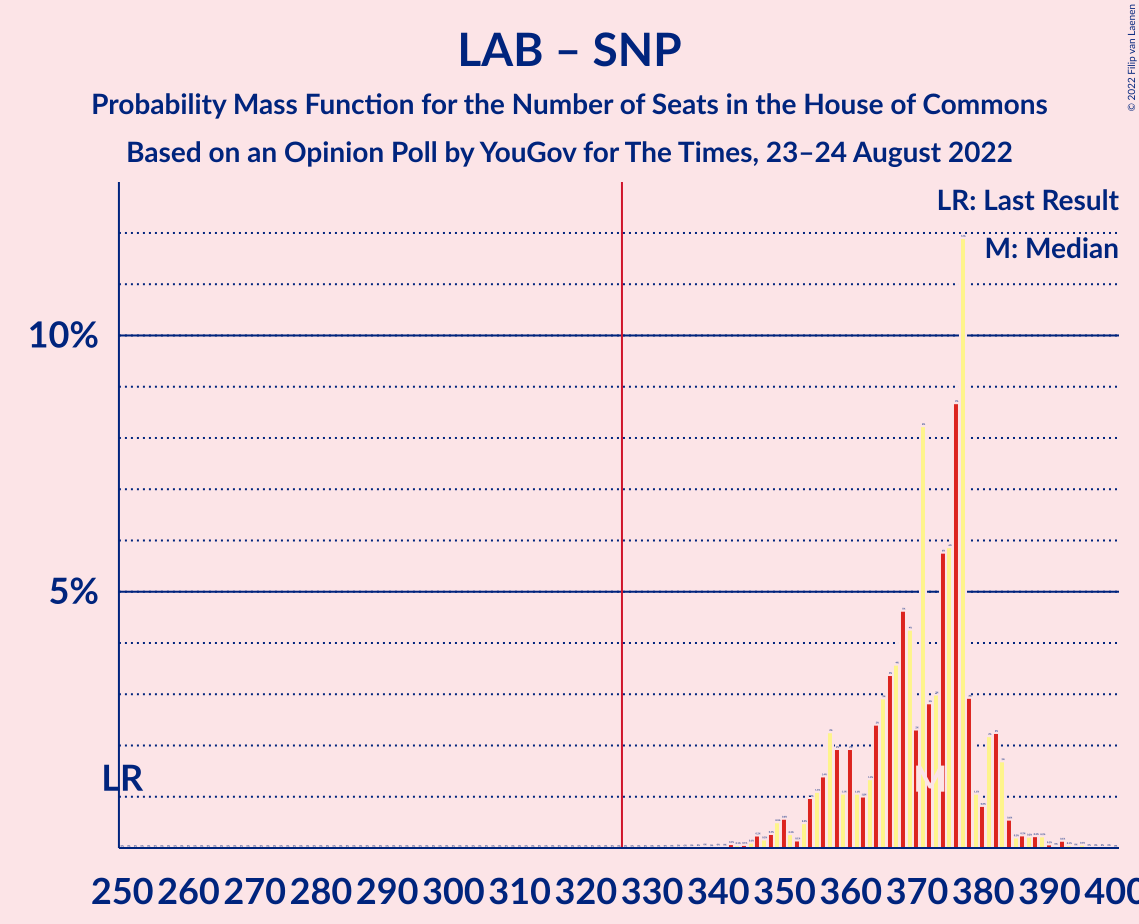 LAB – SNP
Probability Mass Function for the Number of Seats in the House of Commons
Based on an Opinion Poll by YouGov for The Times, 23–24 August 2022
© 2022 Filip van Laenen
LR: Last Result
M: Median
10%
5%
LR
M
250 260 270 280 290 300 310 320 330 340 350 360 370 380 390 400